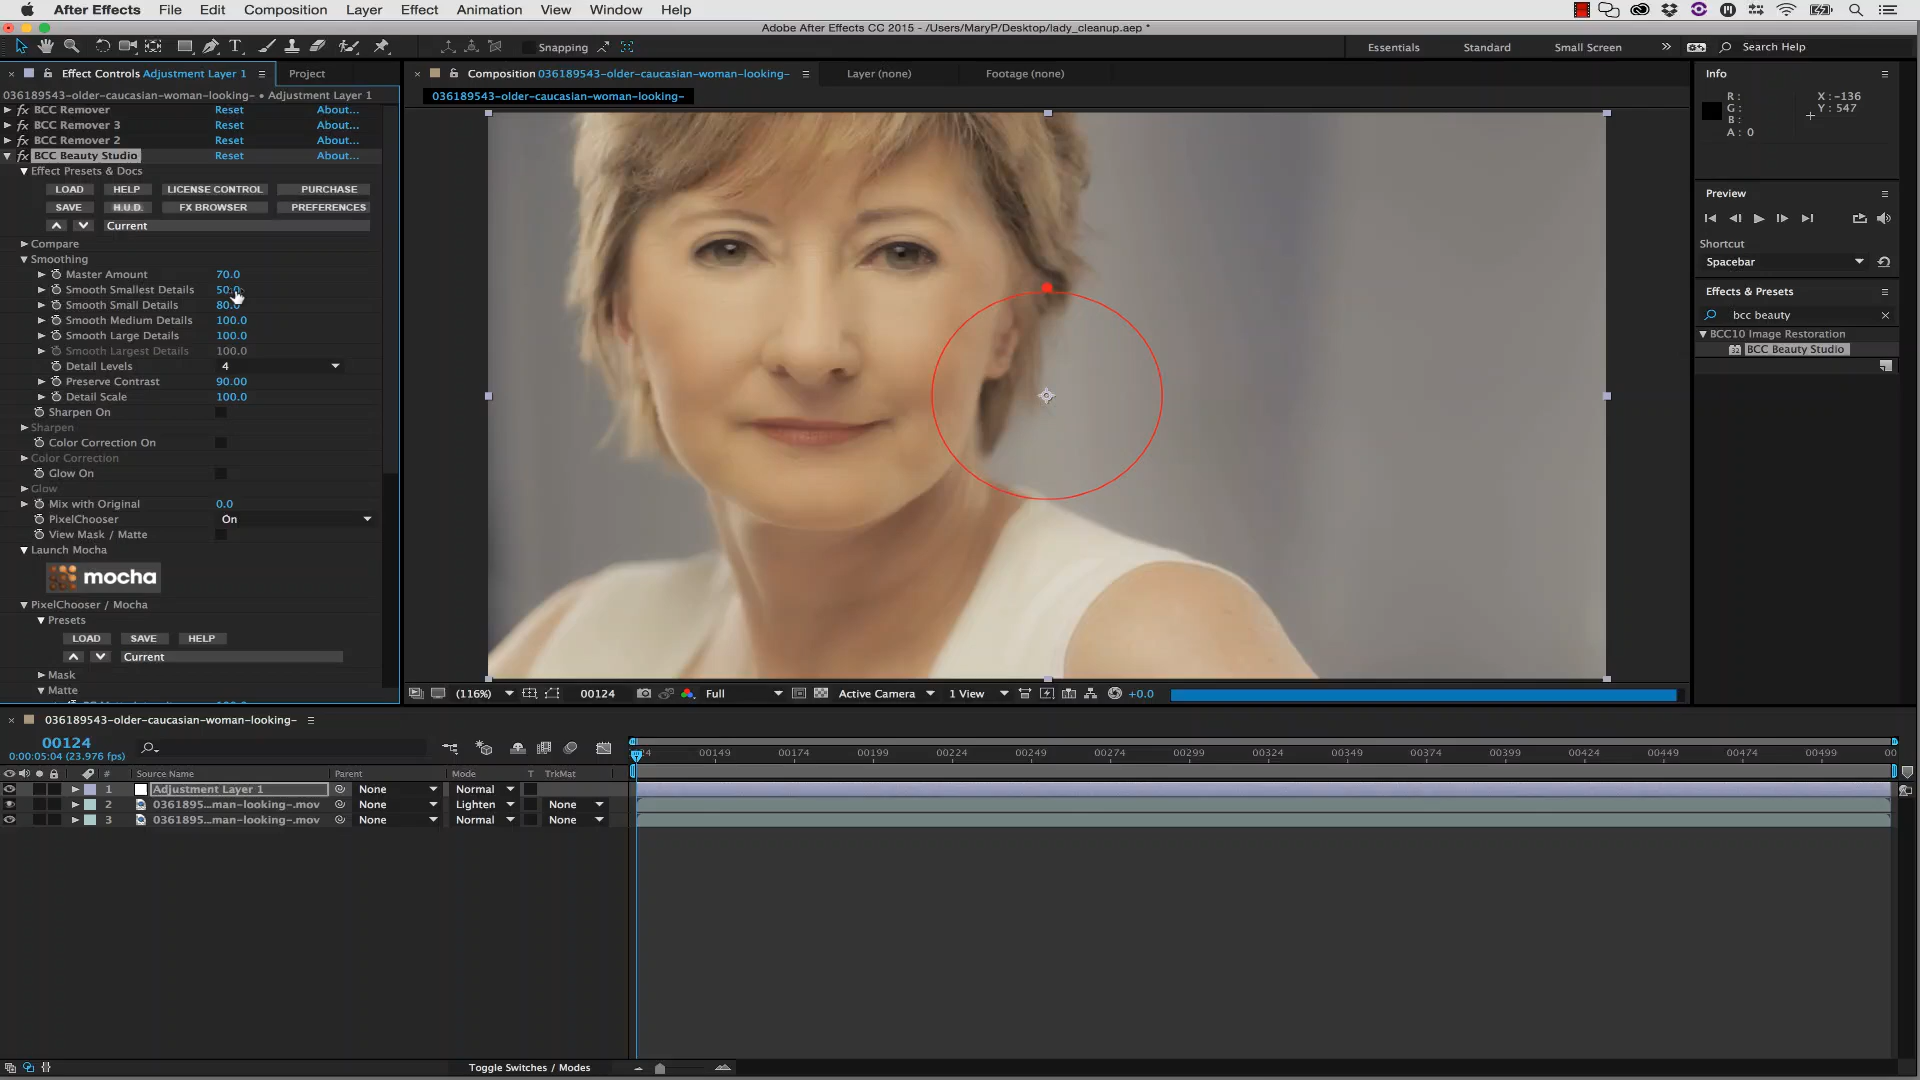 After Effects File Edit Composition Layer Effect Animation View Window Help
Adobe After Effects CC 2015 - /Users/MaryP/Desktop/lady_cleanup.aep *
Snapping Essentials Standard Small Screen Search Help
Effect Controls Adjustment Layer 1 Project
036189543-older-caucasian-woman-looking- • Adjustment Layer 1
BCC Remover Reset About...
BCC Remover 3 Reset About...
BCC Remover 2 Reset About...
BCC Beauty Studio Reset About...
Effect Presets & Docs
LOAD HELP LICENSE CONTROL PURCHASE
SAVE H.U.D. FX BROWSER PREFERENCES
Current
Compare
Smoothing
Master Amount 70.0
Smooth Smallest Details 50.0
Smooth Small Details 80.0
Smooth Medium Details 100.0
Smooth Large Details 100.0
Smooth Largest Details 100.0
Detail Levels 4
Preserve Contrast 90.00
Detail Scale 100.0
Sharpen On
Sharpen
Color Correction On
Color Correction
Glow On
Glow
Mix with Original 0.0
PixelChooser On
View Mask / Matte
Launch Mocha
mocha
PixelChooser / Mocha
Presets
LOAD SAVE HELP
Current
Mask
Matte
Composition 036189543-older-caucasian-woman-looking- Layer (none) Footage (none)
036189543-older-caucasian-woman-looking-
(116%) 00124 Full Active Camera 1 View +0.0
Info
R: X: -136
G: Y: 547
B:
A: 0
Preview
Shortcut
Spacebar
Effects & Presets
bcc beauty
BCC10 Image Restoration
BCC Beauty Studio
036189543-older-caucasian-woman-looking-
00124
0:00:05:04 (23.976 fps)
00149 00174 00199 00224 00249 00274 00299 00324 00349 00374 00399 00424 00449 00474 00499 00
# Source Name Parent Mode T TrkMat
1 Adjustment Layer 1 None Normal
2 0361895...man-looking-.mov None Lighten None
3 0361895...man-looking-.mov None Normal None
Toggle Switches / Modes